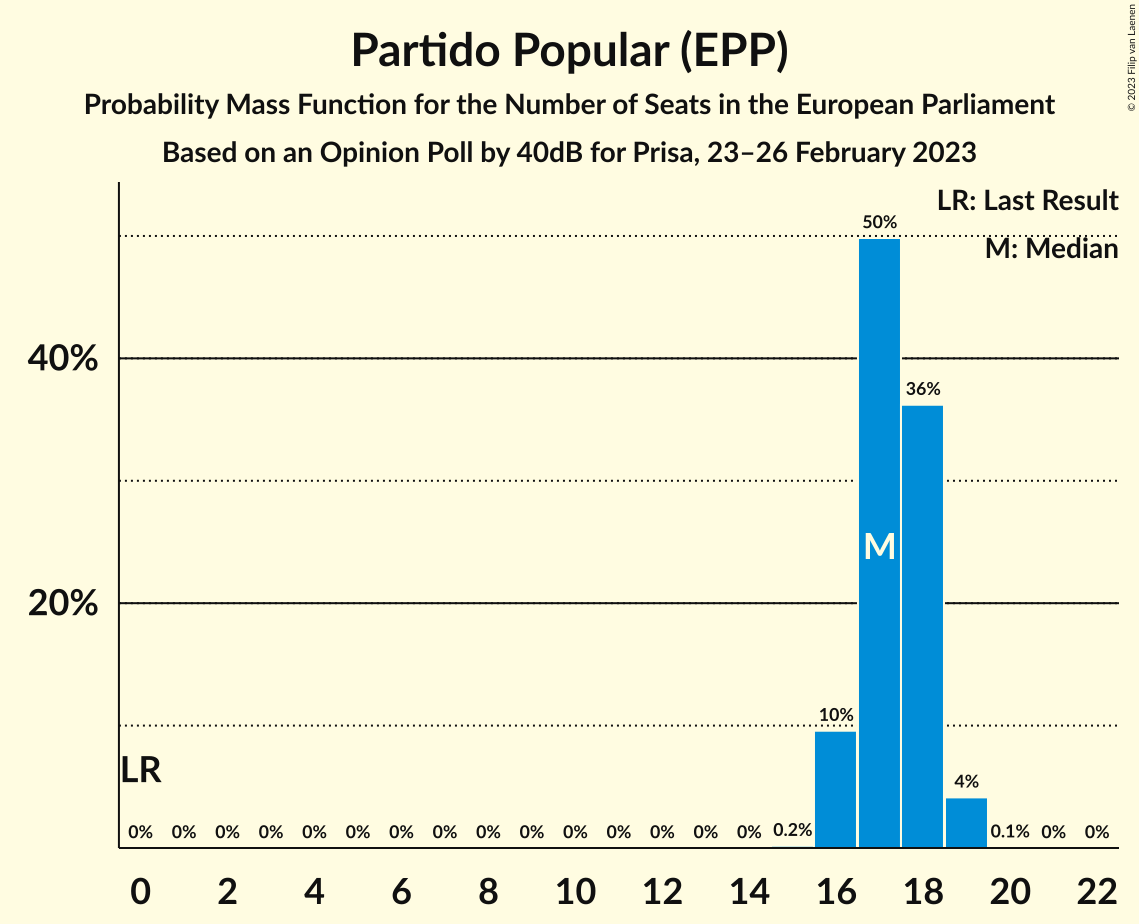 Partido Popular (EPP)
Probability Mass Function for the Number of Seats in the European Parliament
Based on an Opinion Poll by 40dB for Prisa, 23–26 February 2023
© 2023 Filip van Laenen
LR: Last Result
M: Median
50%
40%
36%
M
20%
10%
LR
4%
0% 0% 0% 0% 0% 0% 0% 0% 0% 0% 0% 0% 0% 0% 0% 0.2% 0.1% 0% 0%
0 2 4 6 8 10 12 14 16 18 20 22